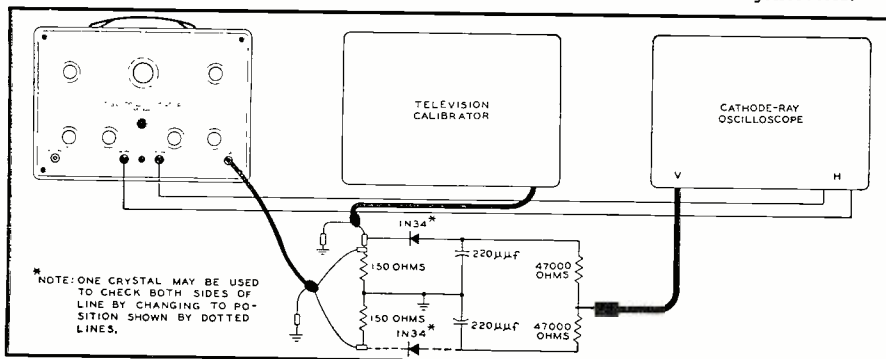 TELEVISION
CALIBRATOR
CATHODE-RAY
OSCILLOSCOPE
V
H
1N34*
150 OHMS
220μμf
47000
OHMS
150 OHMS
220μμf
47000
OHMS
1N34*
*NOTE: ONE CRYSTAL MAY BE USED
TO CHECK BOTH SIDES OF
LINE BY CHANGING TO PO-
SITION SHOWN BY DOTTED
LINES.